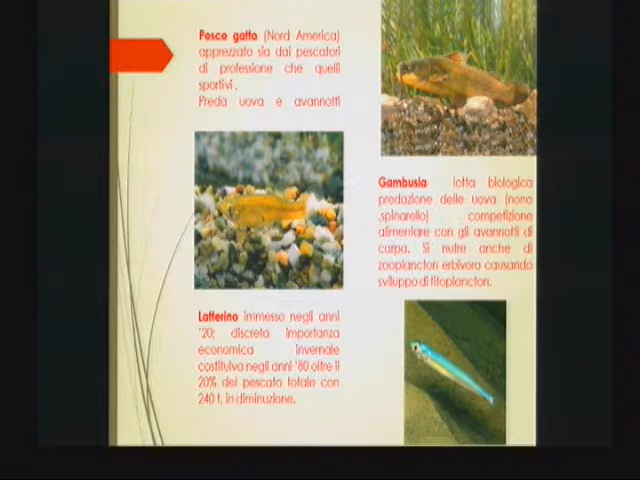 Pesce gatto (Nord America)
apprezzato sia dai pescatori
di professione che quelli
sportivi .
Preda uova e avannotti
Gambusia lotta biologica
predazione delle uova (nono
,spinarello) competizione
alimentare con gli avannotti di
carpa. Si nutre anche di
zooplancton erbivoro causando
sviluppo di fitoplancton.
Latterino immesso negli anni
'20; discreta importanza
economica invernale
costituiva negli anni '80 oltre il
20% del pescato totale con
240 t, in diminuzione.